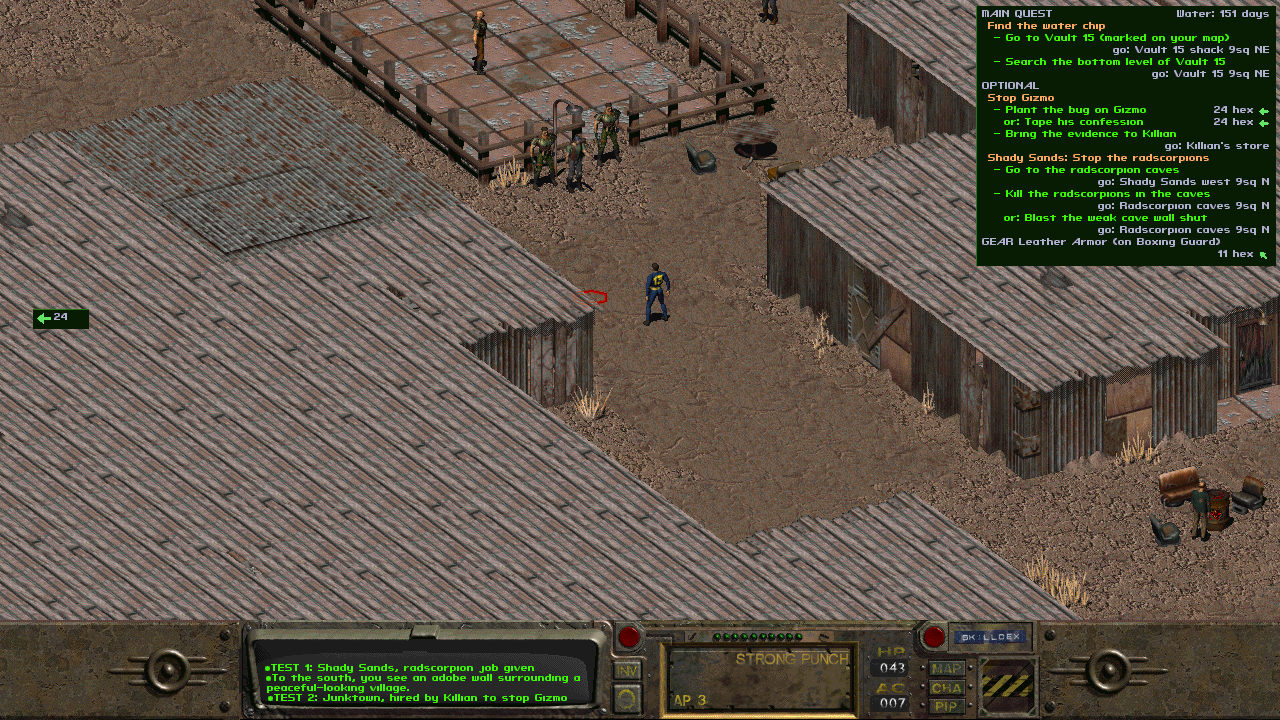 MAIN QUEST Water: 151 days
Find the water chip
- Go to Vault 15 (marked on your map)
go: Vault 15 shack 9sq NE
- Search the bottom level of Vault 15
go: Vault 15 9sq NE
OPTIONAL
Stop Gizmo
- Plant the bug on Gizmo 24 hex
or: Tape his confession 24 hex
- Bring the evidence to Killian
go: Killian's store
Shady Sands: Stop the radscorpions
- Go to the radscorpion caves
go: Shady Sands west 9sq N
- Kill the radscorpions in the caves
go: Radscorpion caves 9sq N
or: Blast the weak cave wall shut
go: Radscorpion caves 9sq N
GEAR Leather Armor (on Boxing Guard)
11 hex
24
•TEST 1: Shady Sands, radscorpion job given
•To the south, you see an adobe wall surrounding a
peaceful-looking village.
•TEST 2: Junktown, hired by Killian to stop Gizmo
INV
STRONG PUNCH
AP 3
SKILLDEX
HP
043
AC
007
MAP
CHA
PIP